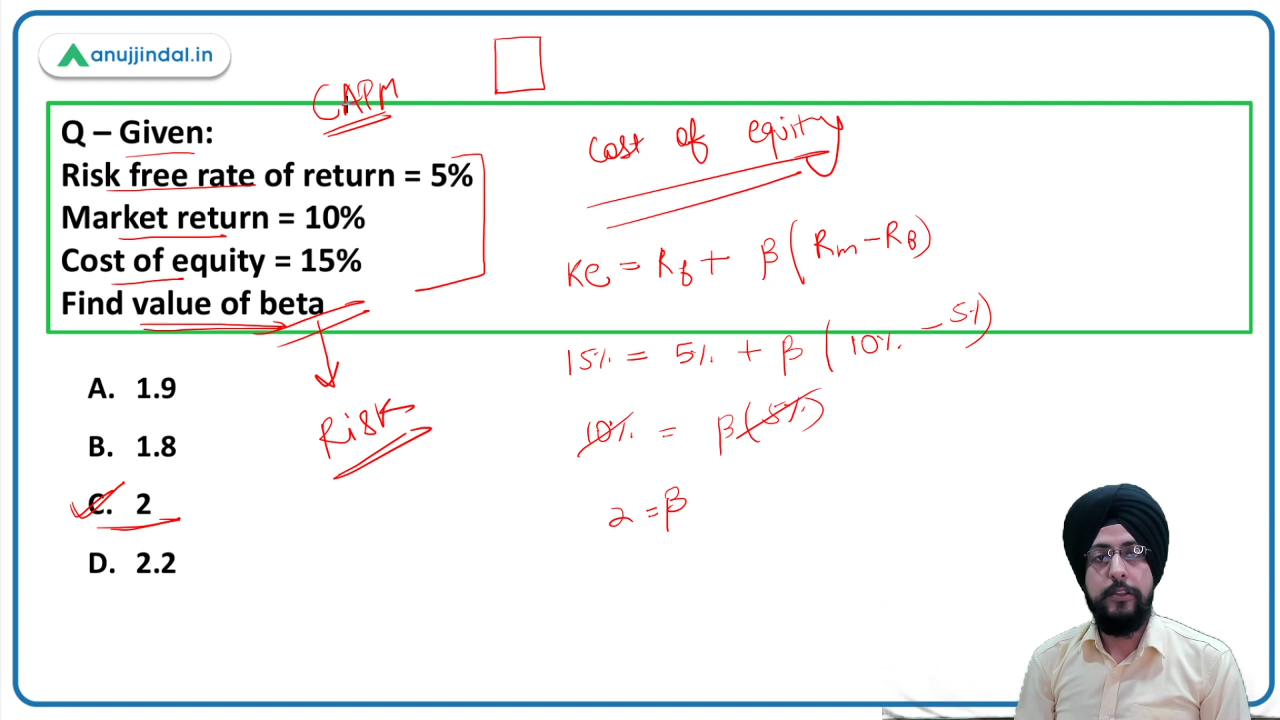 anujjindal.in
CAPM
Q – Given:
Risk free rate of return = 5%
Market return = 10%
Cost of equity = 15%
Find value of beta
Cost of equity
Ke = Rf + β (Rm – Rf)
15% = 5% + β (10% – 5%)
10% = β (5%)
2 = β
Risk
A. 1.9
B. 1.8
C. 2
D. 2.2